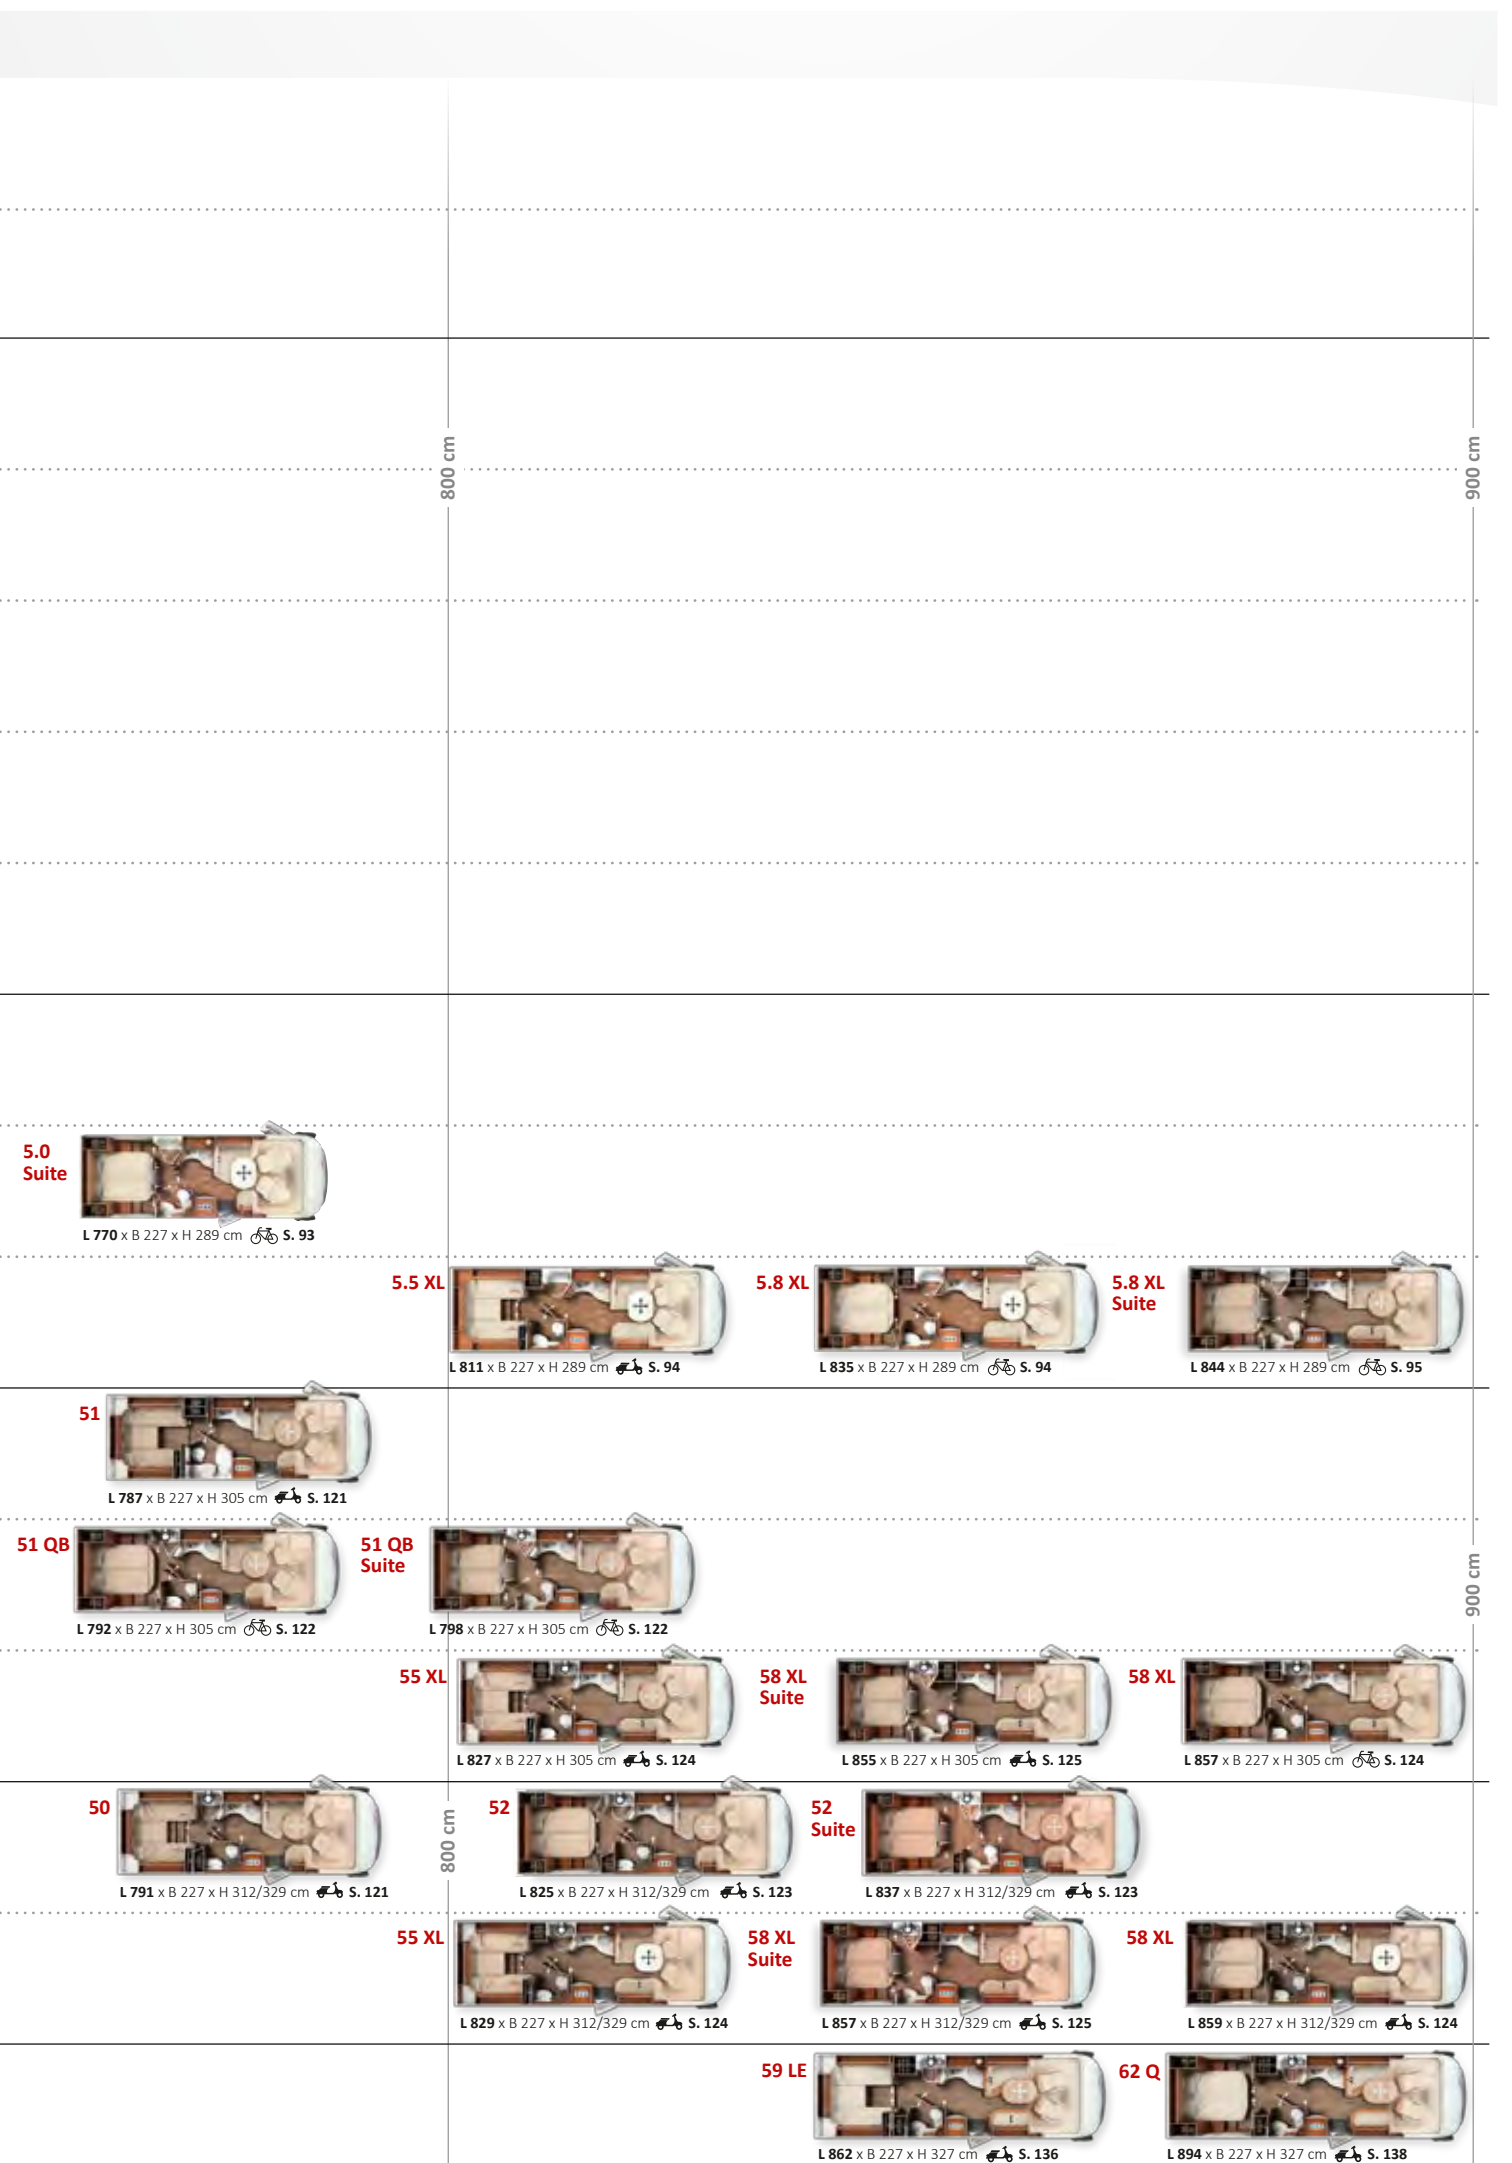 800 cm
900 cm
5.0
Suite
L 770 x B 227 x H 289 cm S. 93
5.5 XL
L 811 x B 227 x H 289 cm S. 94
5.8 XL
L 835 x B 227 x H 289 cm S. 94
5.8 XL
Suite
L 844 x B 227 x H 289 cm S. 95
51
L 787 x B 227 x H 305 cm S. 121
51 QB
L 792 x B 227 x H 305 cm S. 122
51 QB
Suite
L 798 x B 227 x H 305 cm S. 122
900 cm
55 XL
L 827 x B 227 x H 305 cm S. 124
58 XL
Suite
L 855 x B 227 x H 305 cm S. 125
58 XL
L 857 x B 227 x H 305 cm S. 124
50
L 791 x B 227 x H 312/329 cm S. 121
800 cm
52
L 825 x B 227 x H 312/329 cm S. 123
52
Suite
L 837 x B 227 x H 312/329 cm S. 123
55 XL
L 829 x B 227 x H 312/329 cm S. 124
58 XL
Suite
L 857 x B 227 x H 312/329 cm S. 125
58 XL
L 859 x B 227 x H 312/329 cm S. 124
59 LE
L 862 x B 227 x H 327 cm S. 136
62 Q
L 894 x B 227 x H 327 cm S. 138